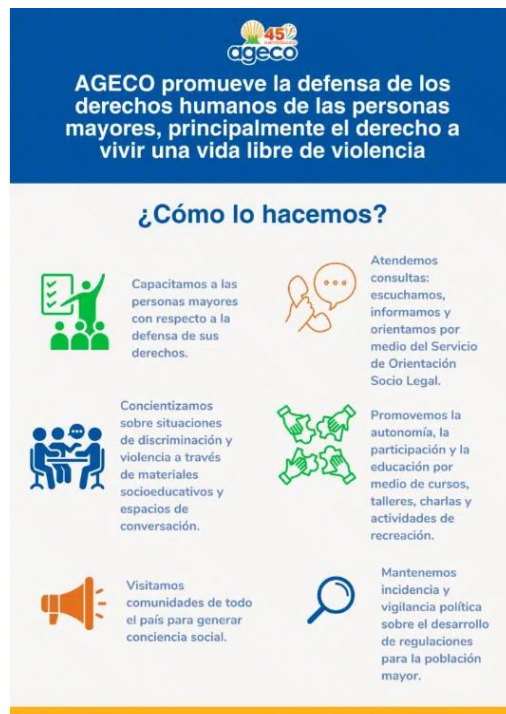 45
ANIVERSARIO
ageco
AGECO promueve la defensa de los
derechos humanos de las personas
mayores, principalmente el derecho a
vivir una vida libre de violencia
¿Cómo lo hacemos?
Capacitamos a las
personas mayores
con respecto a la
defensa de sus
derechos.
Atendemos
consultas:
escuchamos,
informamos y
orientamos por
medio del Servicio
de Orientación
Socio Legal.
Concientizamos
sobre situaciones
de discriminación y
violencia a través
de materiales
socioeducativos y
espacios de
conversación.
Promovemos la
autonomía, la
participación y la
educación por
medio de cursos,
talleres, charlas y
actividades de
recreación.
Visitamos
comunidades de todo
el país para generar
conciencia social.
Mantenemos
incidencia y
vigilancia política
sobre el desarrollo
de regulaciones
para la población
mayor.